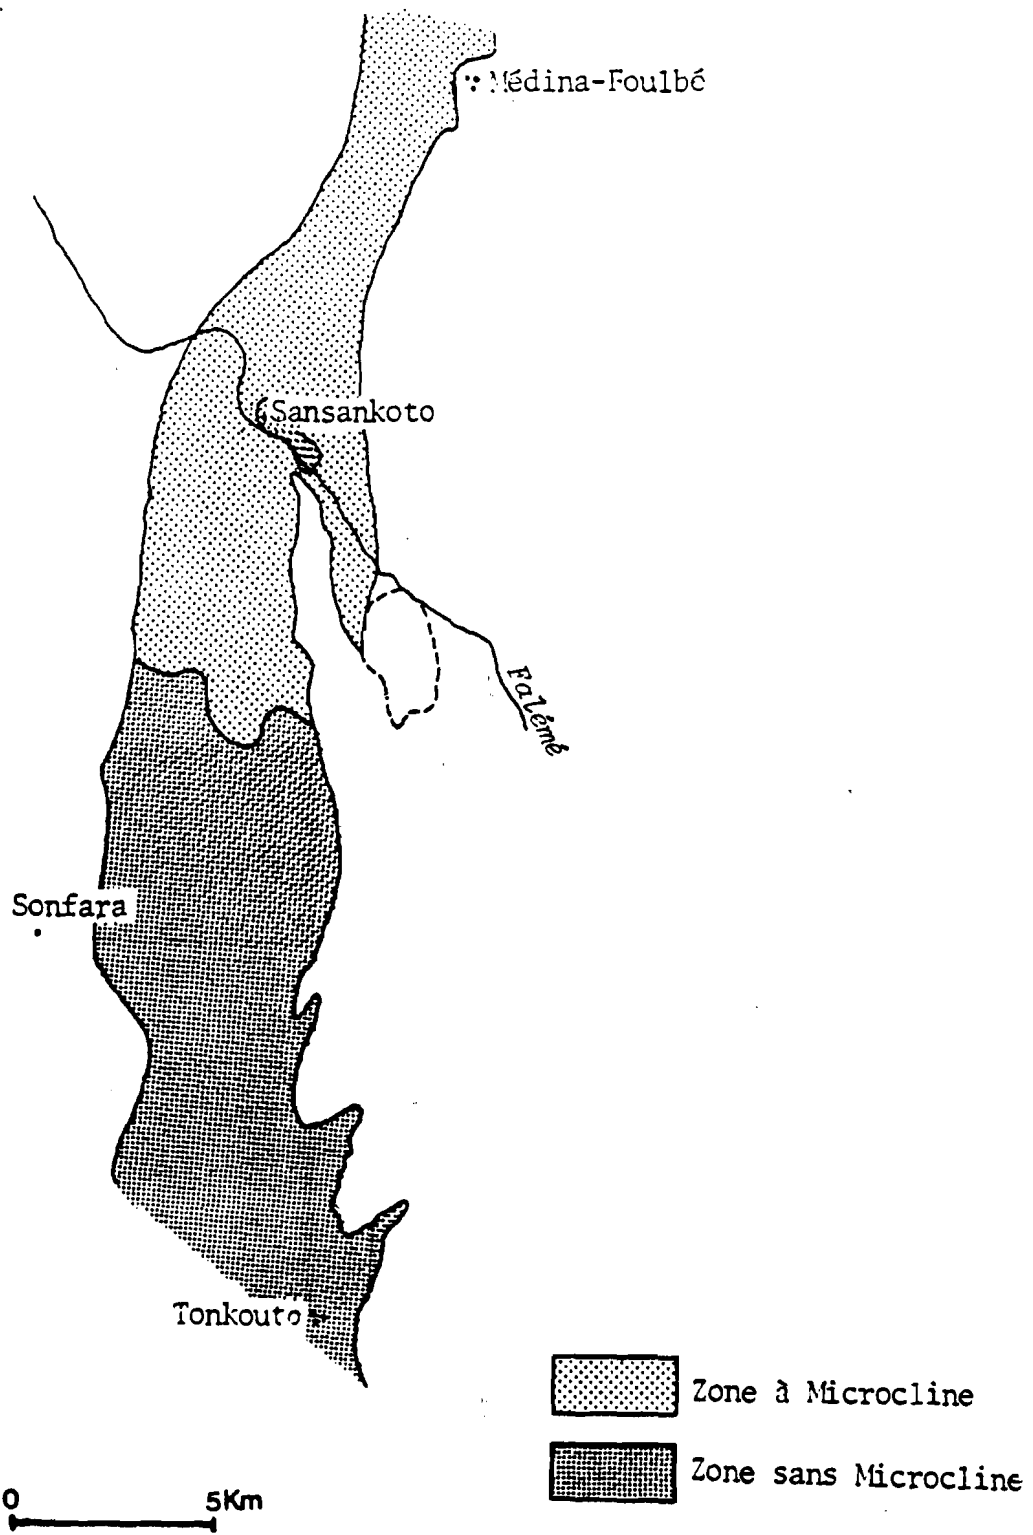 Médina-Foulbé
Sansankoto
Falémé
Sonfara
Tonkouto
Zone à Microcline
Zone sans Microcline
0 5Km